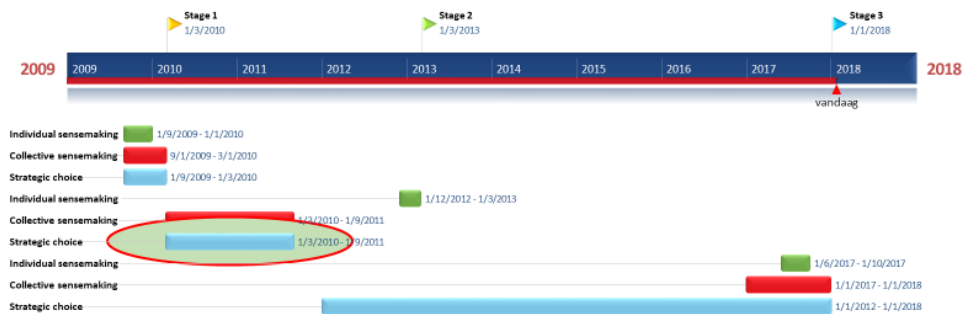 Stage 1
1/3/2010
Stage 2
1/3/2013
Stage 3
1/1/2018
2009 2009 2010 2011 2012 2013 2014 2015 2016 2017 2018 2018
vandaag
Individual sensemaking 1/9/2009 - 1/1/2010
Collective sensemaking 9/1/2009 - 3/1/2010
Strategic choice 1/9/2009 - 1/3/2010
Individual sensemaking 1/12/2012 - 1/3/2013
Collective sensemaking 1/3/2010 - 1/9/2011
Strategic choice 1/3/2010 - 1/9/2011
Individual sensemaking 1/6/2017 - 1/10/2017
Collective sensemaking 1/1/2017 - 1/1/2018
Strategic choice 1/1/2012 - 1/1/2018